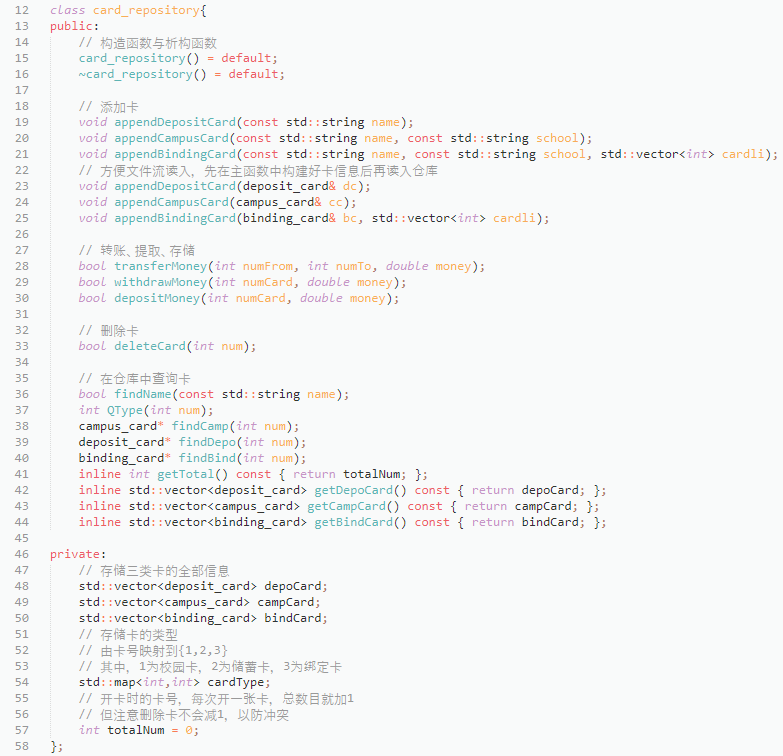 12 class card_repository{
13 public:
14     // 构造函数与析构函数
15     card_repository() = default;
16     ~card_repository() = default;
17
18     // 添加卡
19     void appendDepositCard(const std::string name);
20     void appendCampusCard(const std::string name, const std::string school);
21     void appendBindingCard(const std::string name, const std::string school, std::vector<int> cardli);
22     // 方便文件流读入, 先在主函数中构建好卡信息后再读入仓库
23     void appendDepositCard(deposit_card& dc);
24     void appendCampusCard(campus_card& cc);
25     void appendBindingCard(binding_card& bc, std::vector<int> cardli);
26
27     // 转账、提取、存储
28     bool transferMoney(int numFrom, int numTo, double money);
29     bool withdrawMoney(int numCard, double money);
30     bool depositMoney(int numCard, double money);
31
32     // 删除卡
33     bool deleteCard(int num);
34
35     // 在仓库中查询卡
36     bool findName(const std::string name);
37     int QType(int num);
38     campus_card* findCamp(int num);
39     deposit_card* findDepo(int num);
40     binding_card* findBind(int num);
41     inline int getTotal() const { return totalNum; };
42     inline std::vector<deposit_card> getDepoCard() const { return depoCard; };
43     inline std::vector<campus_card> getCampCard() const { return campCard; };
44     inline std::vector<binding_card> getBindCard() const { return bindCard; };
45
46 private:
47     // 存储三类卡的全部信息
48     std::vector<deposit_card> depoCard;
49     std::vector<campus_card> campCard;
50     std::vector<binding_card> bindCard;
51     // 存储卡的类型
52     // 由卡号映射到{1,2,3}
53     // 其中, 1为校园卡, 2为储蓄卡, 3为绑定卡
54     std::map<int,int> cardType;
55     // 开卡时的卡号, 每次开一张卡, 总数目就加1
56     // 但注意删除卡不会减1, 以防冲突
57     int totalNum = 0;
58 };